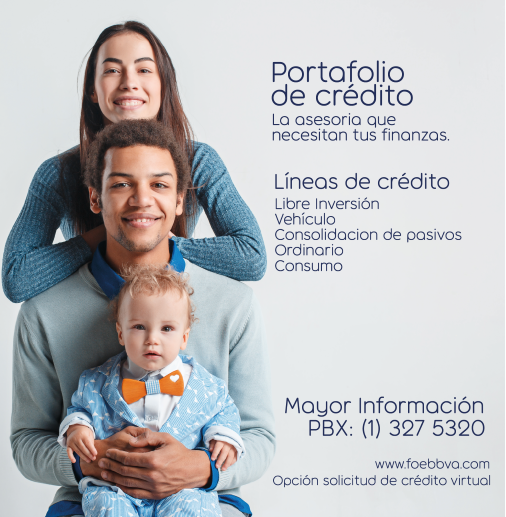 Portafolio
de crédito
La asesoria que
necesitan tus finanzas.
Líneas de crédito
Libre Inversión
Vehículo
Consolidacion de pasivos
Ordinario
Consumo
Mayor Información
PBX: (1) 327 5320
www.foebbva.com
Opción solicitud de crédito virtual